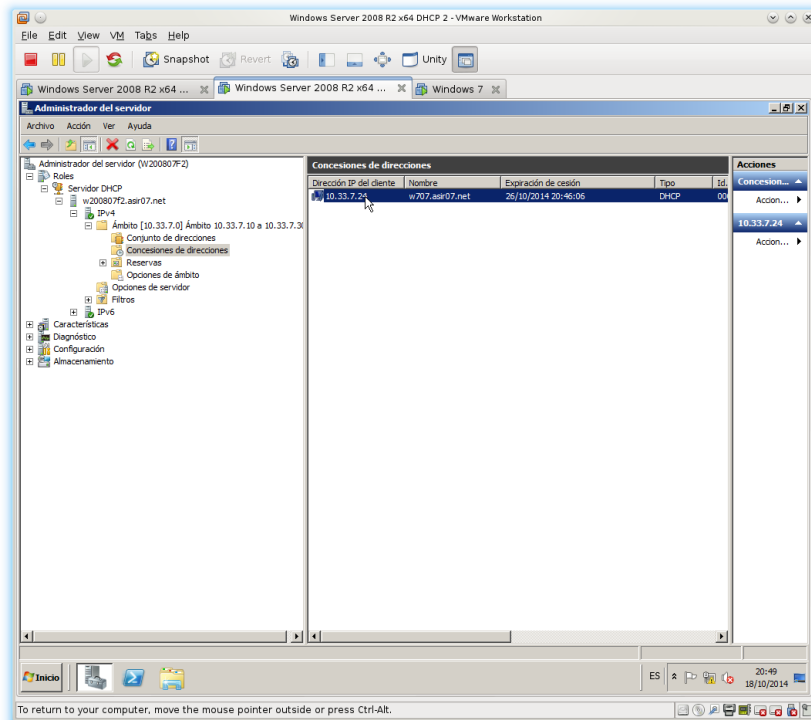 Windows Server 2008 R2 x64 DHCP 2 - VMware Workstation
File Edit View VM Tabs Help
Snapshot Revert Unity
Windows Server 2008 R2 x64 ... Windows Server 2008 R2 x64 ... Windows 7
Administrador del servidor
Archivo Acción Ver Ayuda
Administrador del servidor (W200807F2)
Roles
Servidor DHCP
w200807f2.asir07.net
IPv4
Ámbito [10.33.7.0] Ámbito 10.33.7.10 a 10.33.7.30
Conjunto de direcciones
Concesiones de direcciones
Reservas
Opciones de ámbito
Opciones de servidor
Filtros
IPv6
Características
Diagnóstico
Configuración
Almacenamiento
Concesiones de direcciones
Dirección IP del cliente Nombre Expiración de cesión Tipo Id.
10.33.7.24 w707.asir07.net 26/10/2014 20:46:06 DHCP 00
Acciones
Concesion...
Accion...
10.33.7.24
Accion...
Inicio
ES 20:49
18/10/2014
To return to your computer, move the mouse pointer outside or press Ctrl-Alt.